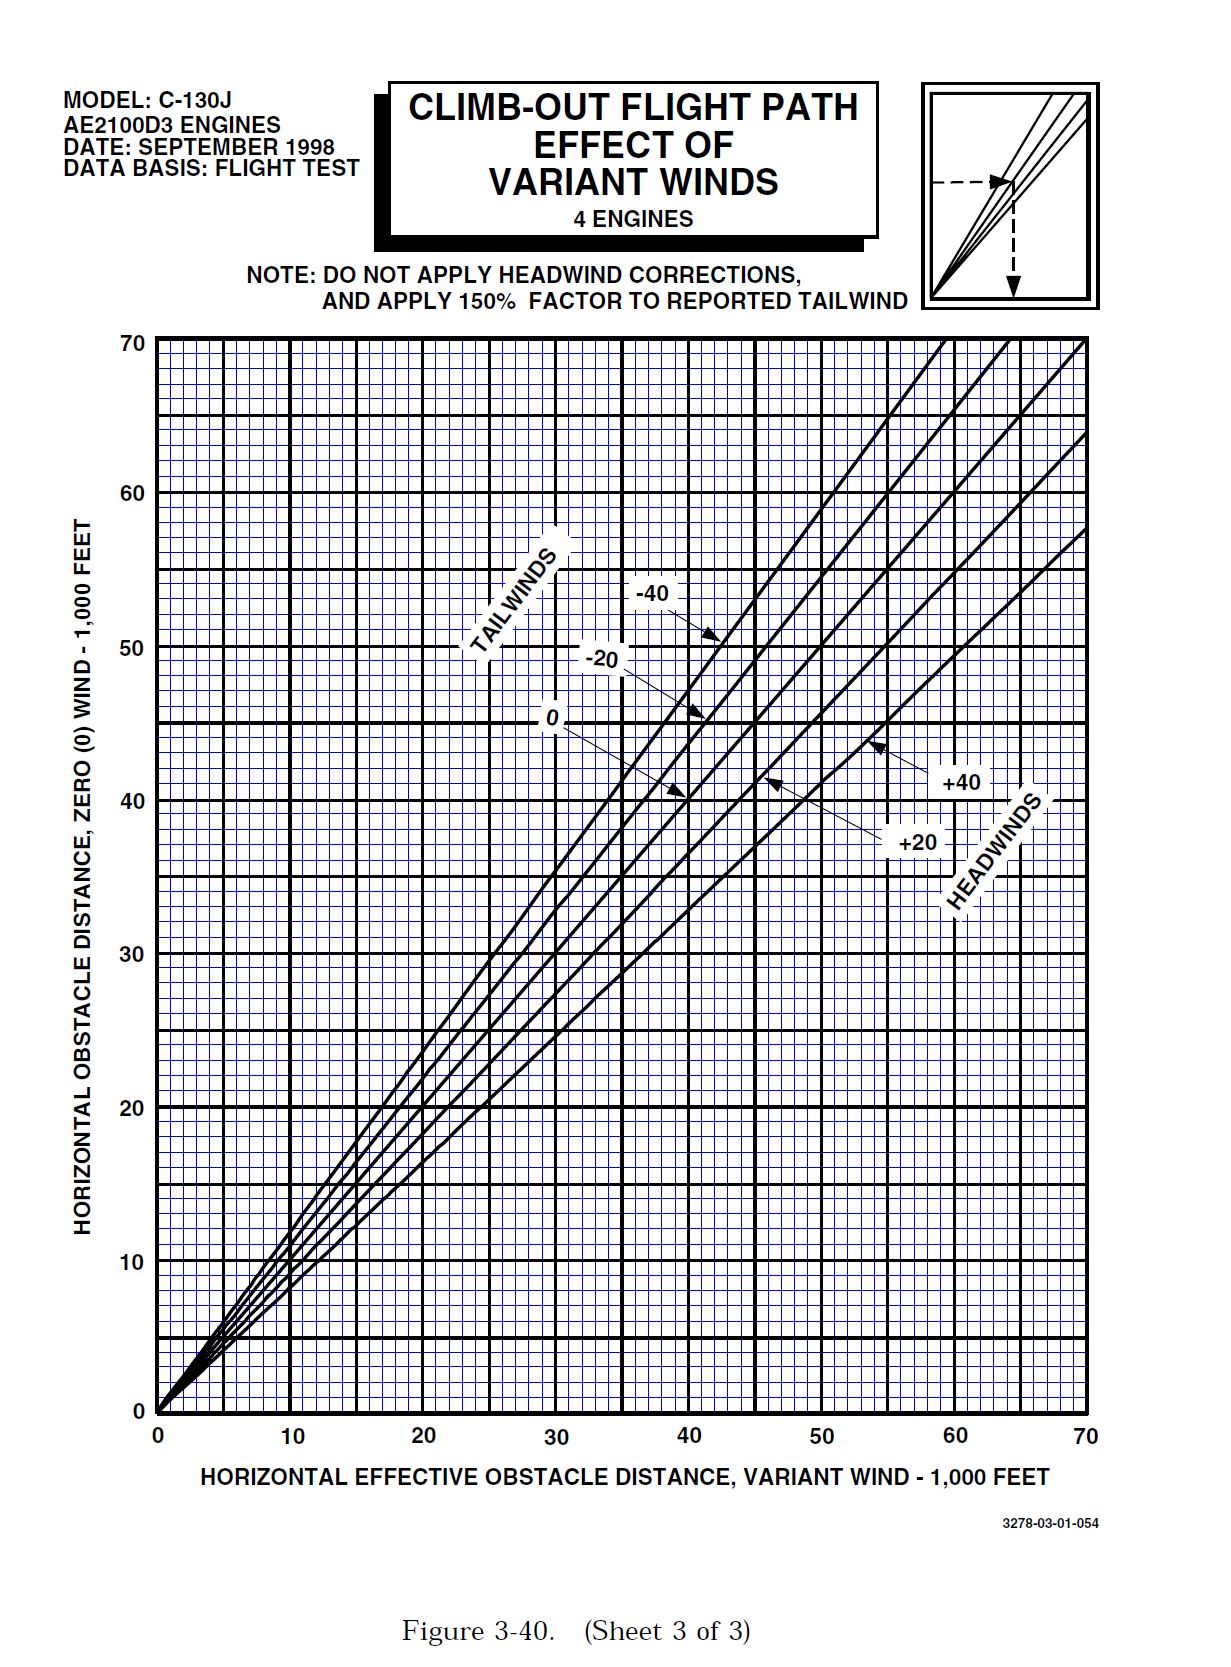 MODEL: C-130J
AE2100D3 ENGINES
DATE: SEPTEMBER 1998
DATA BASIS: FLIGHT TEST
CLIMB-OUT FLIGHT PATH
EFFECT OF
VARIANT WINDS
4 ENGINES
NOTE: DO NOT APPLY HEADWIND CORRECTIONS,
AND APPLY 150% FACTOR TO REPORTED TAILWIND
HORIZONTAL OBSTACLE DISTANCE, ZERO (0) WIND - 1,000 FEET
70
60
50
40
30
20
10
0
TAILWINDS
-40
-20
0
+40
+20
HEADWINDS
0 10 20 30 40 50 60 70
HORIZONTAL EFFECTIVE OBSTACLE DISTANCE, VARIANT WIND - 1,000 FEET
3278-03-01-054
Figure 3-40. (Sheet 3 of 3)